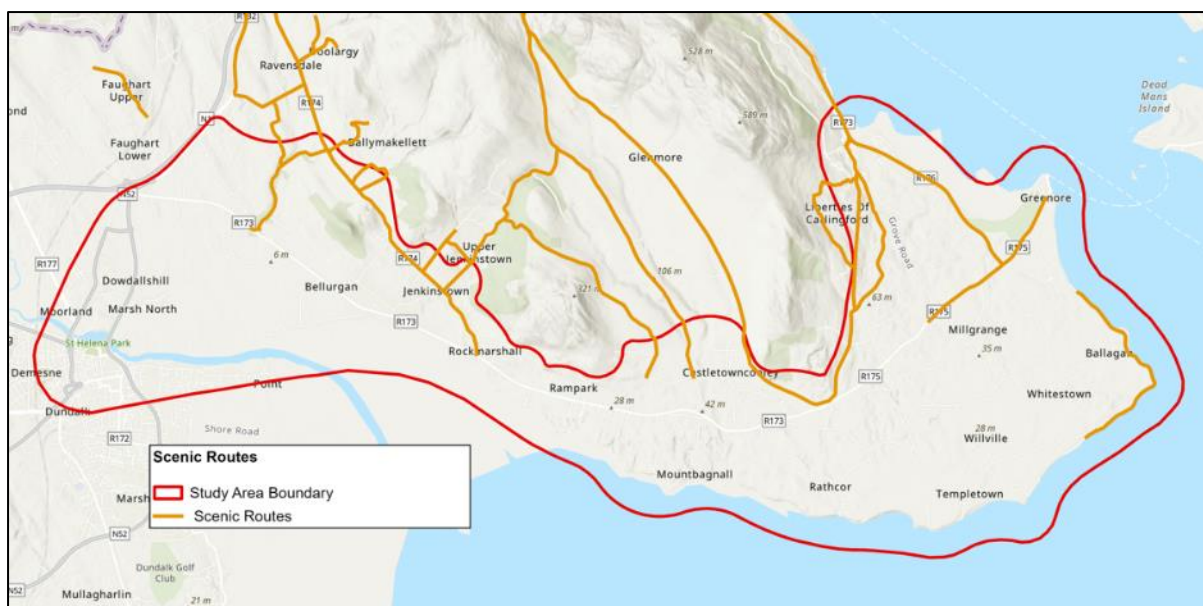 R132
Doolargy
Ravensdale
528 m
Dead
Mans
Island
Faughart
Upper
R174
589 m
N1
R173
Faughart
Lower
Ballymakellett
Glenmore
R176
N52
Greenore
Liberties Of
Carlingford
R173
Grove Road
R175
R177
6 m
Upper
Jenkinstown
R174
106 m
Dowdallshill
Bellurgan
Jenkinstown
321 m
63 m
Moorland
Marsh North
R173
R175
Millgrange
St Helena Park
Rockmarshall
35 m
Demesne
Castletowncooley
R175
Point
Rampark
Whitestown
Dundalk
28 m
42 m
R173
R172
Shore Road
28 m
Willville
Scenic Routes
Mountbagnall
Rathcor
Templetown
Study Area Boundary
Scenic Routes
N52
Dundalk Golf
Club
N52
Mullagharlin
21 m